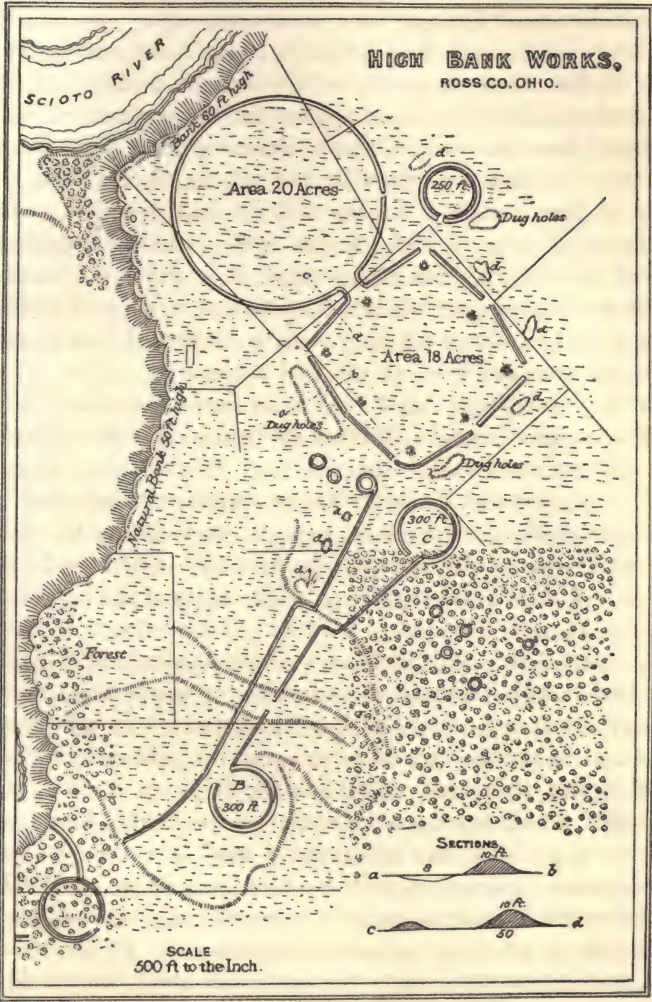 HIGH BANK WORKS,
ROSS CO. OHIO.
SCIOTO RIVER
Bank 60 ft high
Area 20 Acres
d
250 ft.
Dug holes
d
c
d
d
Area 18 Acres
b
d
a
Dug holes
Dug holes
Natural Bank 50 ft. high
d
300 ft.
C
d
d
Forest
B
300 ft.
SECTIONS.
10 ft.
a 8 b
10 ft.
c 50 d
SCALE
500 ft to the Inch.